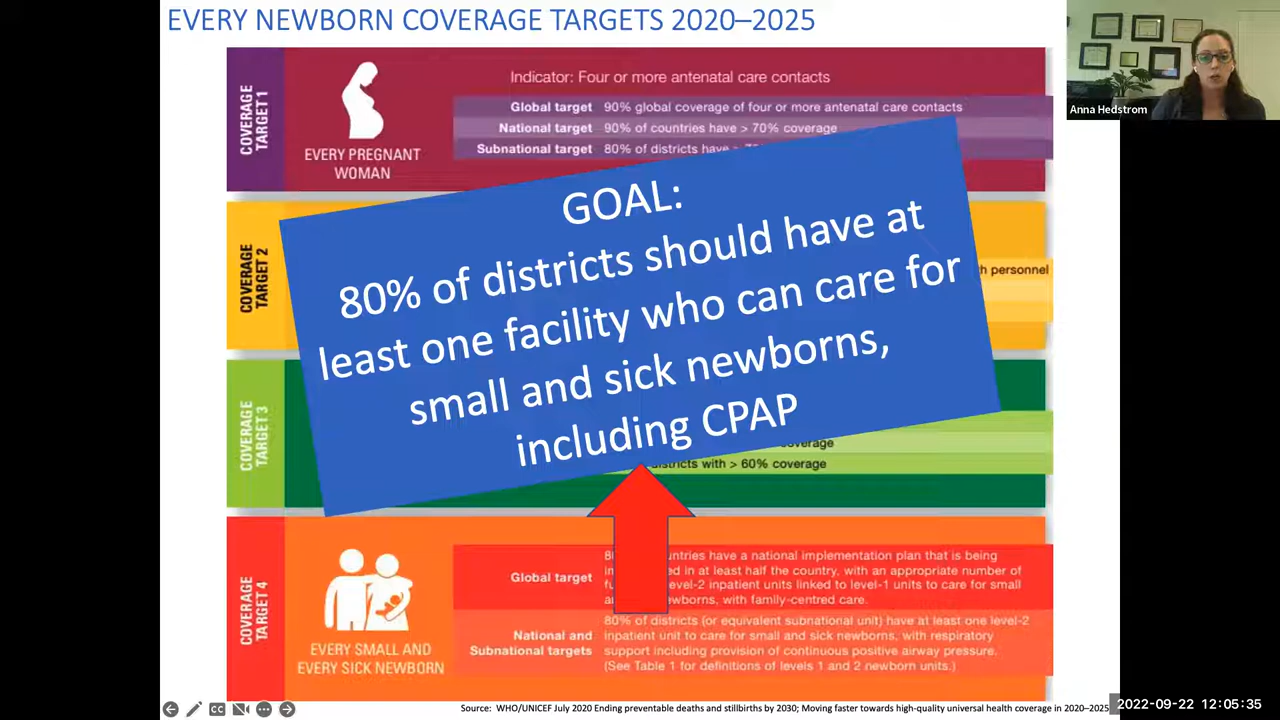 EVERY NEWBORN COVERAGE TARGETS 2020–2025
Anna Hedstrom
COVERAGE
TARGET 1
EVERY PREGNANT
WOMAN
Indicator: Four or more antenatal care contacts
Global target 90% global coverage of four or more antenatal care contacts
National target 90% of countries have > 70% coverage
Subnational target 80% of districts have
GOAL:
80% of districts should have at
least one facility who can care for
small and sick newborns,
including CPAP
COVERAGE
TARGET 2
personnel
COVERAGE
TARGET 3
coverage
districts with > 60% coverage
COVERAGE
TARGET 4
EVERY SMALL AND
EVERY SICK NEWBORN
Global target
have a national implementation plan that is being
in at least half the country, with an appropriate number of
level-2 inpatient units linked to level-1 units to care for small
with family-centred care.
National and
Subnational targets
80% of districts (or equivalent subnational unit) have at least one level-2
inpatient unit to care for small and sick newborns, with respiratory
support including provision of continuous positive airway pressure.
(See Table 1 for definitions of levels 1 and 2 newborn units.)
CC
Source: WHO/UNICEF July 2020 Ending preventable deaths and stillbirths by 2030; Moving faster towards high-quality universal health coverage in 2020–2025
2022-09-22 12:05:35